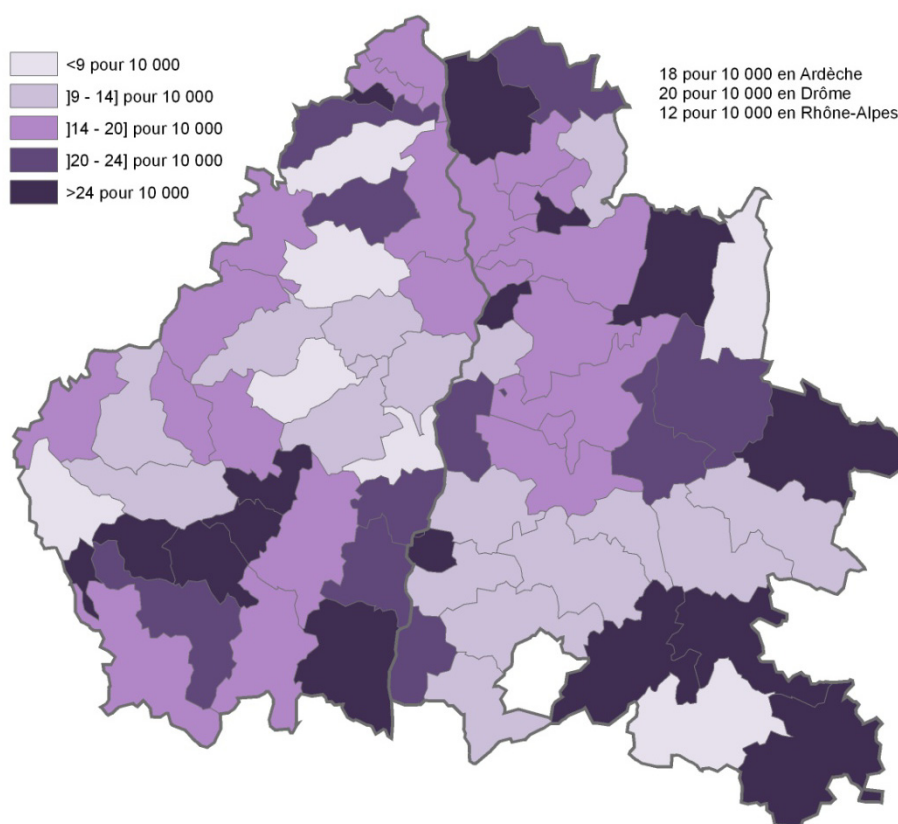 <9 pour 10 000
]9 - 14] pour 10 000
]14 - 20] pour 10 000
]20 - 24] pour 10 000
>24 pour 10 000
18 pour 10 000 en Ardèche
20 pour 10 000 en Drôme
12 pour 10 000 en Rhône-Alpes